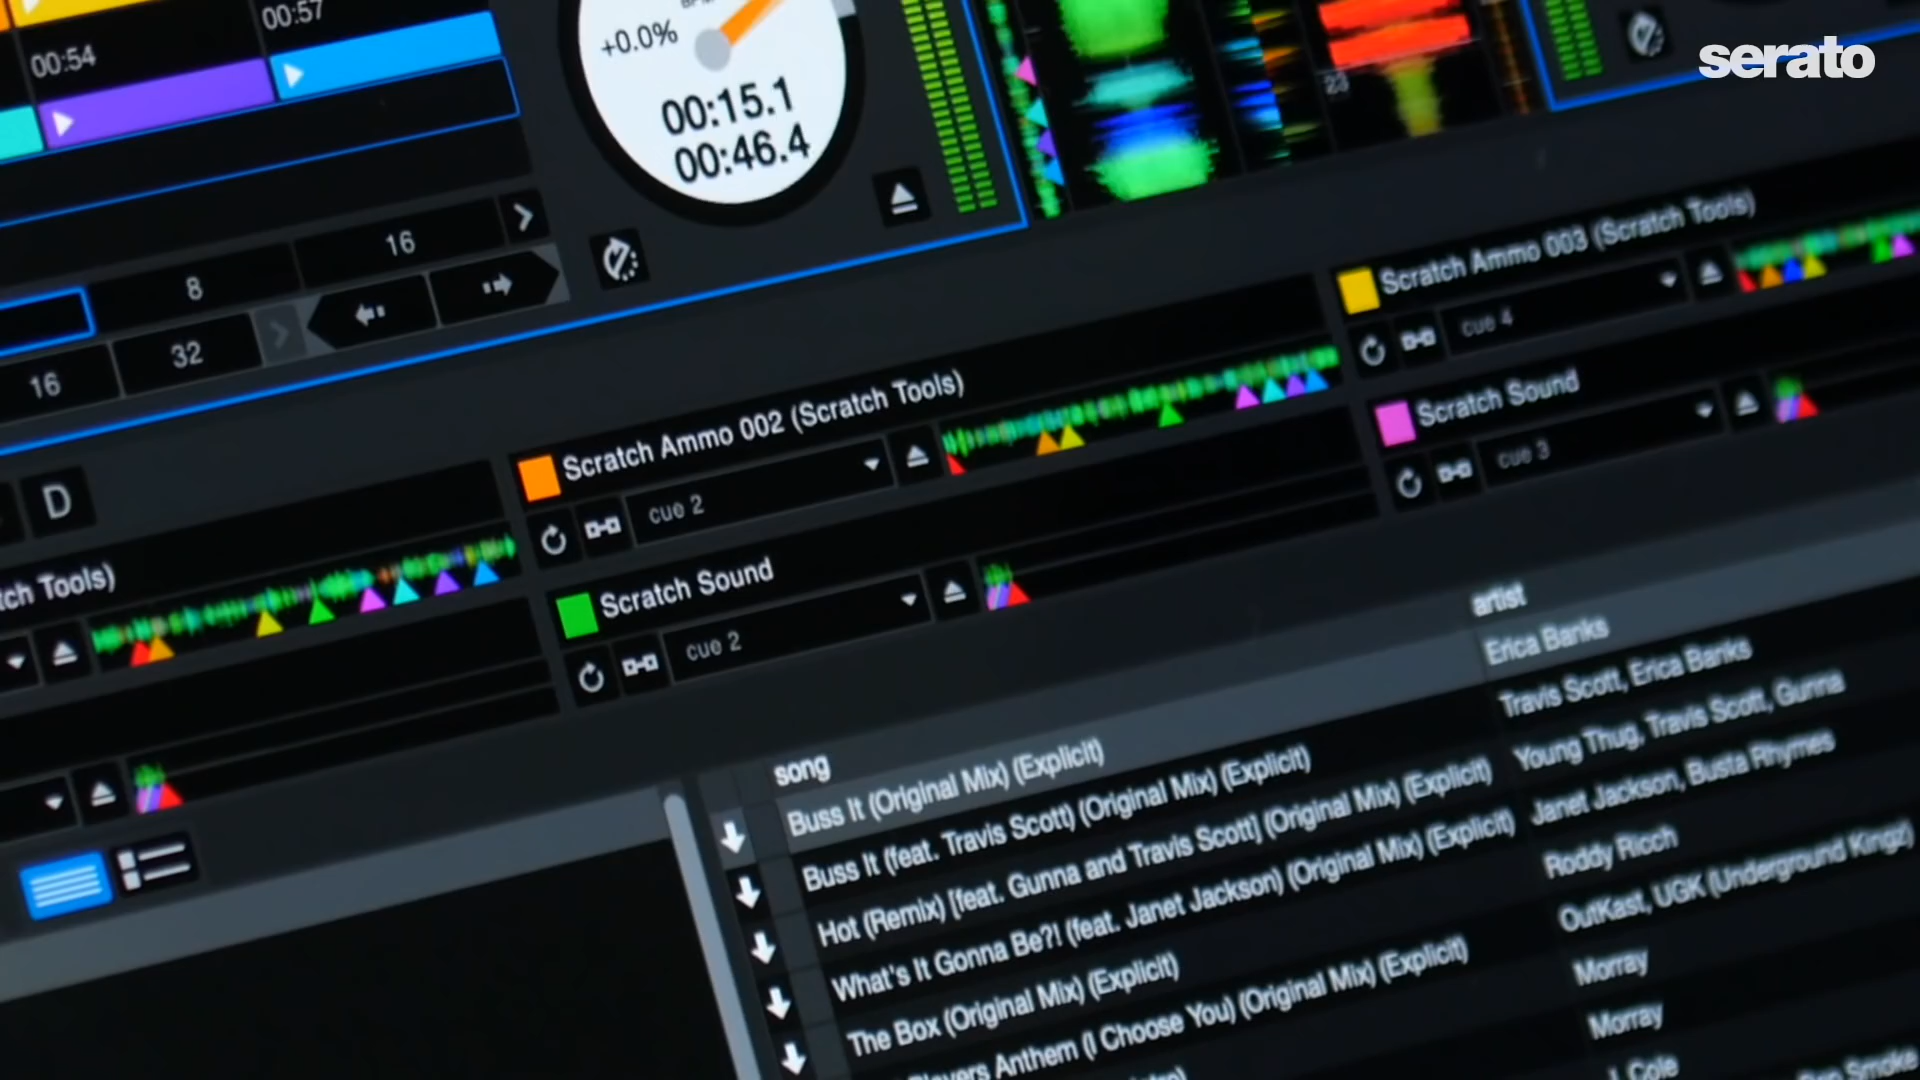 serato
00:54
00:57
+0.0%
00:15.1
00:46.4
23
8
16
16
32
D
Scratch Ammo 003 (Scratch Tools)
cue 4
Scratch Ammo 002 (Scratch Tools)
cue 2
Scratch Sound
cue 3
Tools)
Scratch Sound
cue 2
song
artist
Buss It (Original Mix) (Explicit)
Erica Banks
Buss It (feat. Travis Scott) (Original Mix) (Explicit)
Travis Scott, Erica Banks
Hot (Remix) [feat. Gunna and Travis Scott] (Original Mix) (Explicit)
Young Thug, Travis Scott, Gunna
What's It Gonna Be?! (feat. Janet Jackson) (Original Mix) (Explicit)
Janet Jackson, Busta Rhymes
The Box (Original Mix) (Explicit)
Roddy Ricch
Anthem (I Choose You) (Original Mix) (Explicit)
OutKast, UGK (Underground Kingz)
Morray
Morray
J. Cole
Smoke